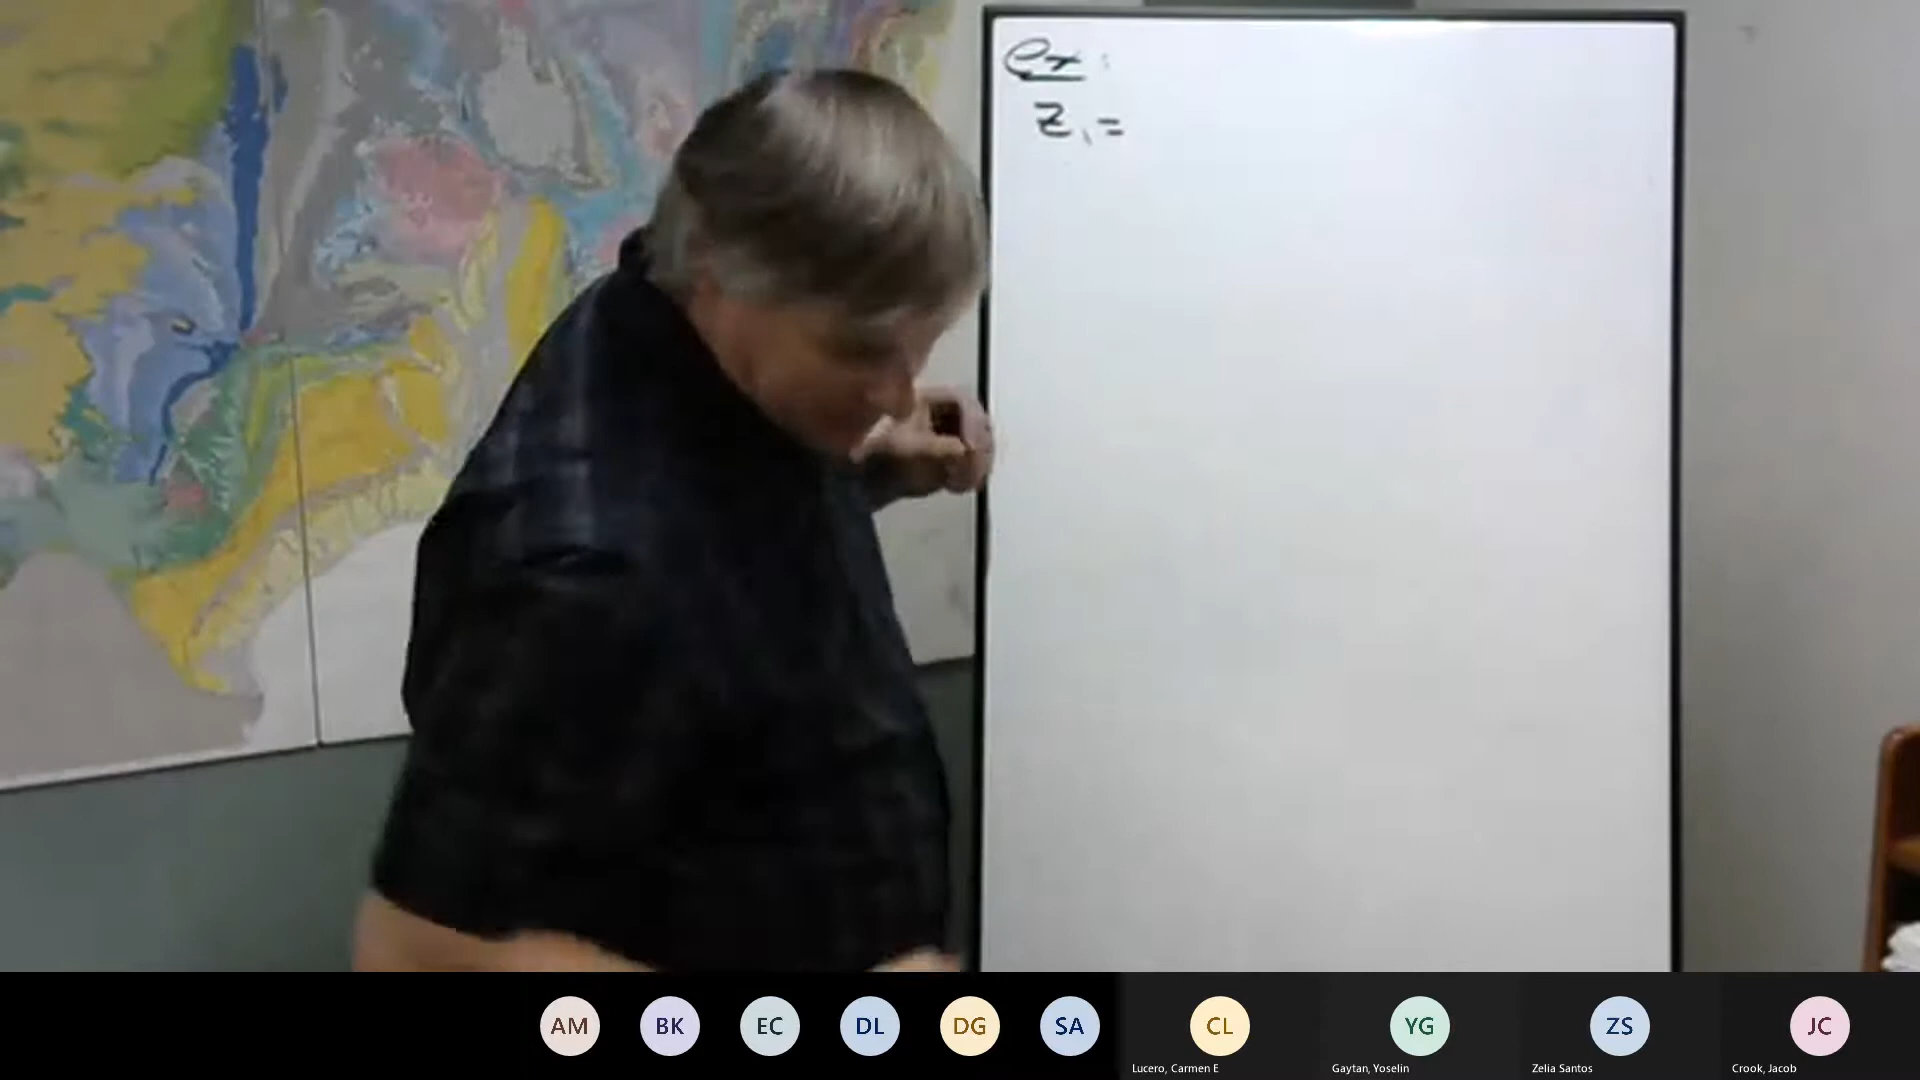 ex:
Z₁=
AM BK EC DL DG SA CL YG ZS JC
Lucero, Carmen E Gaytan, Yoselin Zelia Santos Crook, Jacob